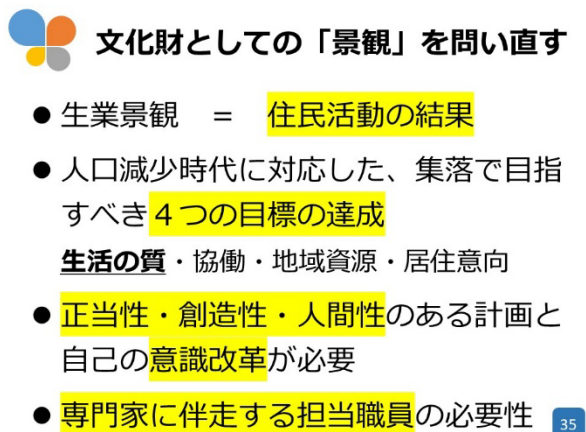 文化財としての「景観」を問い直す
● 生業景観　＝　住民活動の結果
● 人口減少時代に対応した、集落で目指
すべき４つの目標の達成
生活の質・協働・地域資源・居住意向
● 正当性・創造性・人間性のある計画と
自己の意識改革が必要
● 専門家に伴走する担当職員の必要性
35